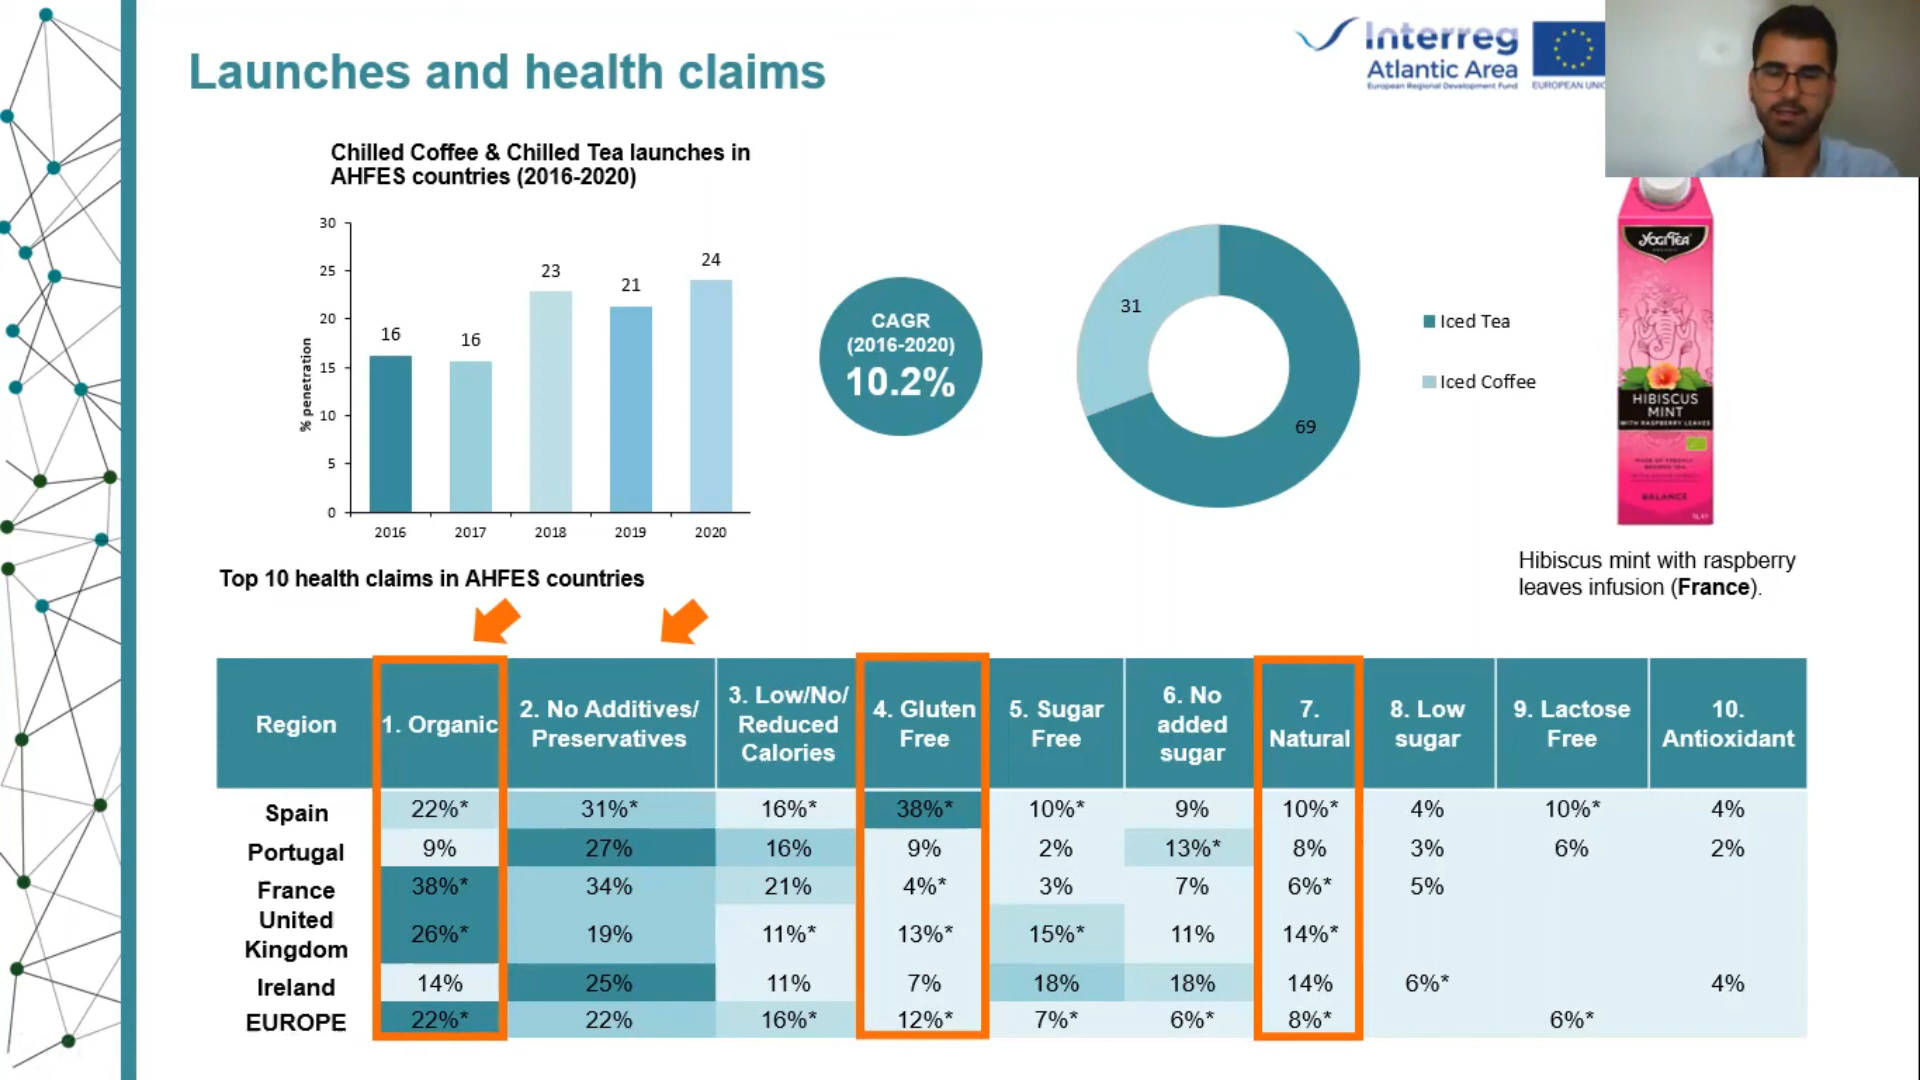 Launches and health claims
Interreg
Atlantic Area
European Regional Development Fund
EUROPEAN
Chilled Coffee & Chilled Tea launches in
AHFES countries (2016-2020)
% penetration
30
25
20
15
10
5
0
16
16
23
21
24
2016
2017
2018
2019
2020
CAGR
(2016-2020)
10.2%
31
69
Iced Tea
Iced Coffee
YOGI TEA
HIBISCUS
MINT
WITH RASPBERRY LEAVES
BALANCE
Hibiscus mint with raspberry
leaves infusion (France).
Top 10 health claims in AHFES countries
Region 1. Organic 2. No Additives/ Preservatives 3. Low/No/ Reduced Calories 4. Gluten Free 5. Sugar Free 6. No added sugar 7. Natural 8. Low sugar 9. Lactose Free 10. Antioxidant
Spain 22%* 31%* 16%* 38%* 10%* 9% 10%* 4% 10%* 4%
Portugal 9% 27% 16% 9% 2% 13%* 8% 3% 6% 2%
France 38%* 34% 21% 4%* 3% 7% 6%* 5%
United Kingdom 26%* 19% 11%* 13%* 15%* 11% 14%*
Ireland 14% 25% 11% 7% 18% 18% 14% 6%* 4%
EUROPE 22%* 22% 16%* 12%* 7%* 6%* 8%* 6%*